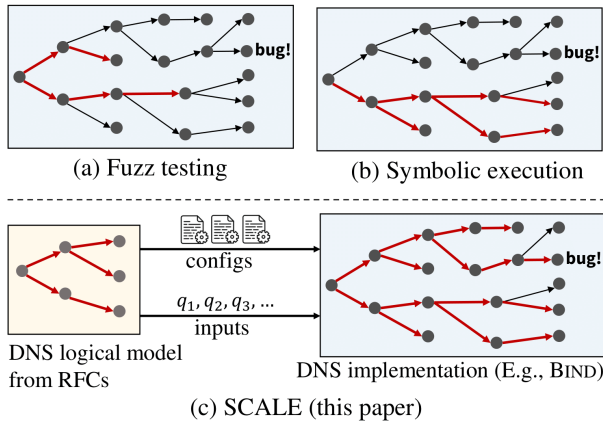 bug!
(a) Fuzz testing
bug!
(b) Symbolic execution
configs
q₁, q₂, q₃, ...
inputs
DNS logical model
from RFCs
bug!
DNS implementation (E.g., BIND)
(c) SCALE (this paper)